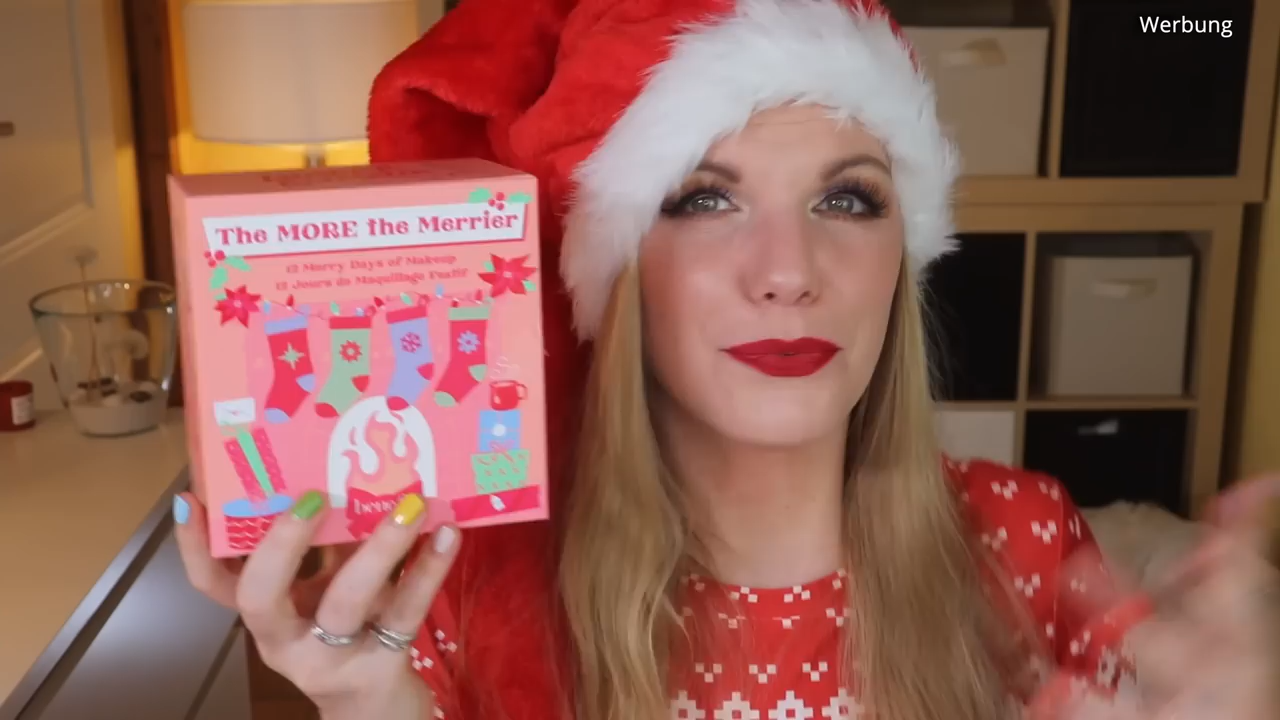 Werbung
The MORE the Merrier
12 Merry Days of Makeup
12 Jours de Maquillage Festif